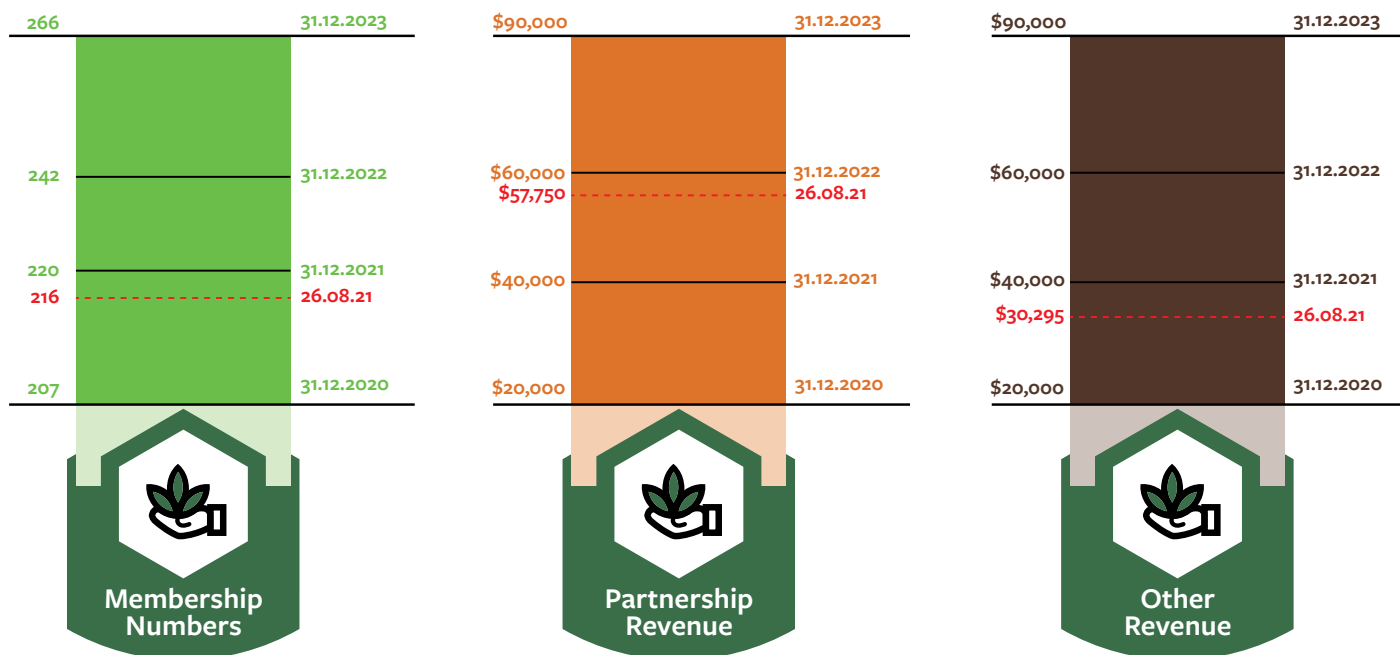 266 31.12.2023
242 31.12.2022
220 31.12.2021
216 26.08.21
207 31.12.2020
Membership
Numbers
$90,000 31.12.2023
$60,000 31.12.2022
$57,750 26.08.21
$40,000 31.12.2021
$20,000 31.12.2020
Partnership
Revenue
$90,000 31.12.2023
$60,000 31.12.2022
$40,000 31.12.2021
$30,295 26.08.21
$20,000 31.12.2020
Other
Revenue